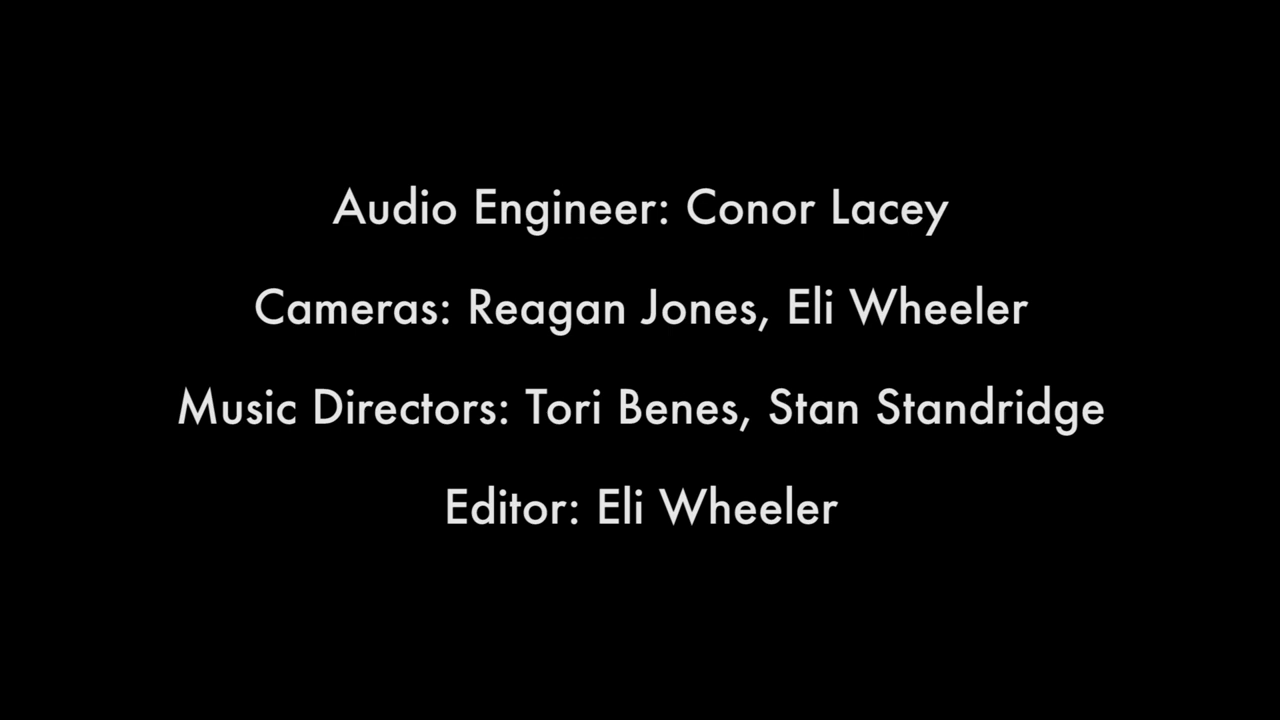 Audio Engineer: Conor Lacey
Cameras: Reagan Jones, Eli Wheeler
Music Directors: Tori Benes, Stan Standridge
Editor: Eli Wheeler